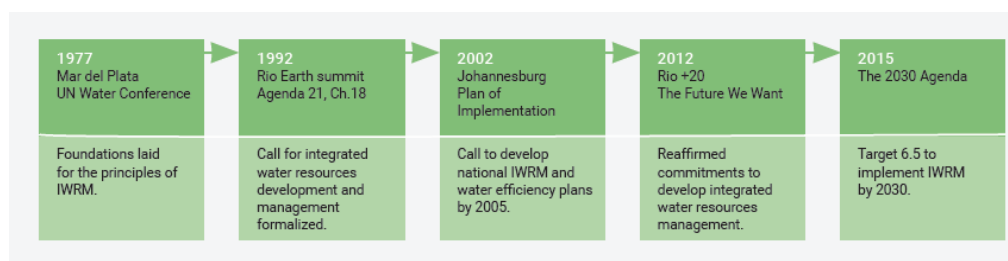 1977
Mar del Plata
UN Water Conference
Foundations laid
for the principles of
IWRM.
1992
Rio Earth summit
Agenda 21, Ch.18
Call for integrated
water resources
development and
management
formalized.
2002
Johannesburg
Plan of
Implementation
Call to develop
national IWRM and
water efficiency plans
by 2005.
2012
Rio +20
The Future We Want
Reaffirmed
commitments to
develop integrated
water resources
management.
2015
The 2030 Agenda
Target 6.5 to
implement IWRM
by 2030.